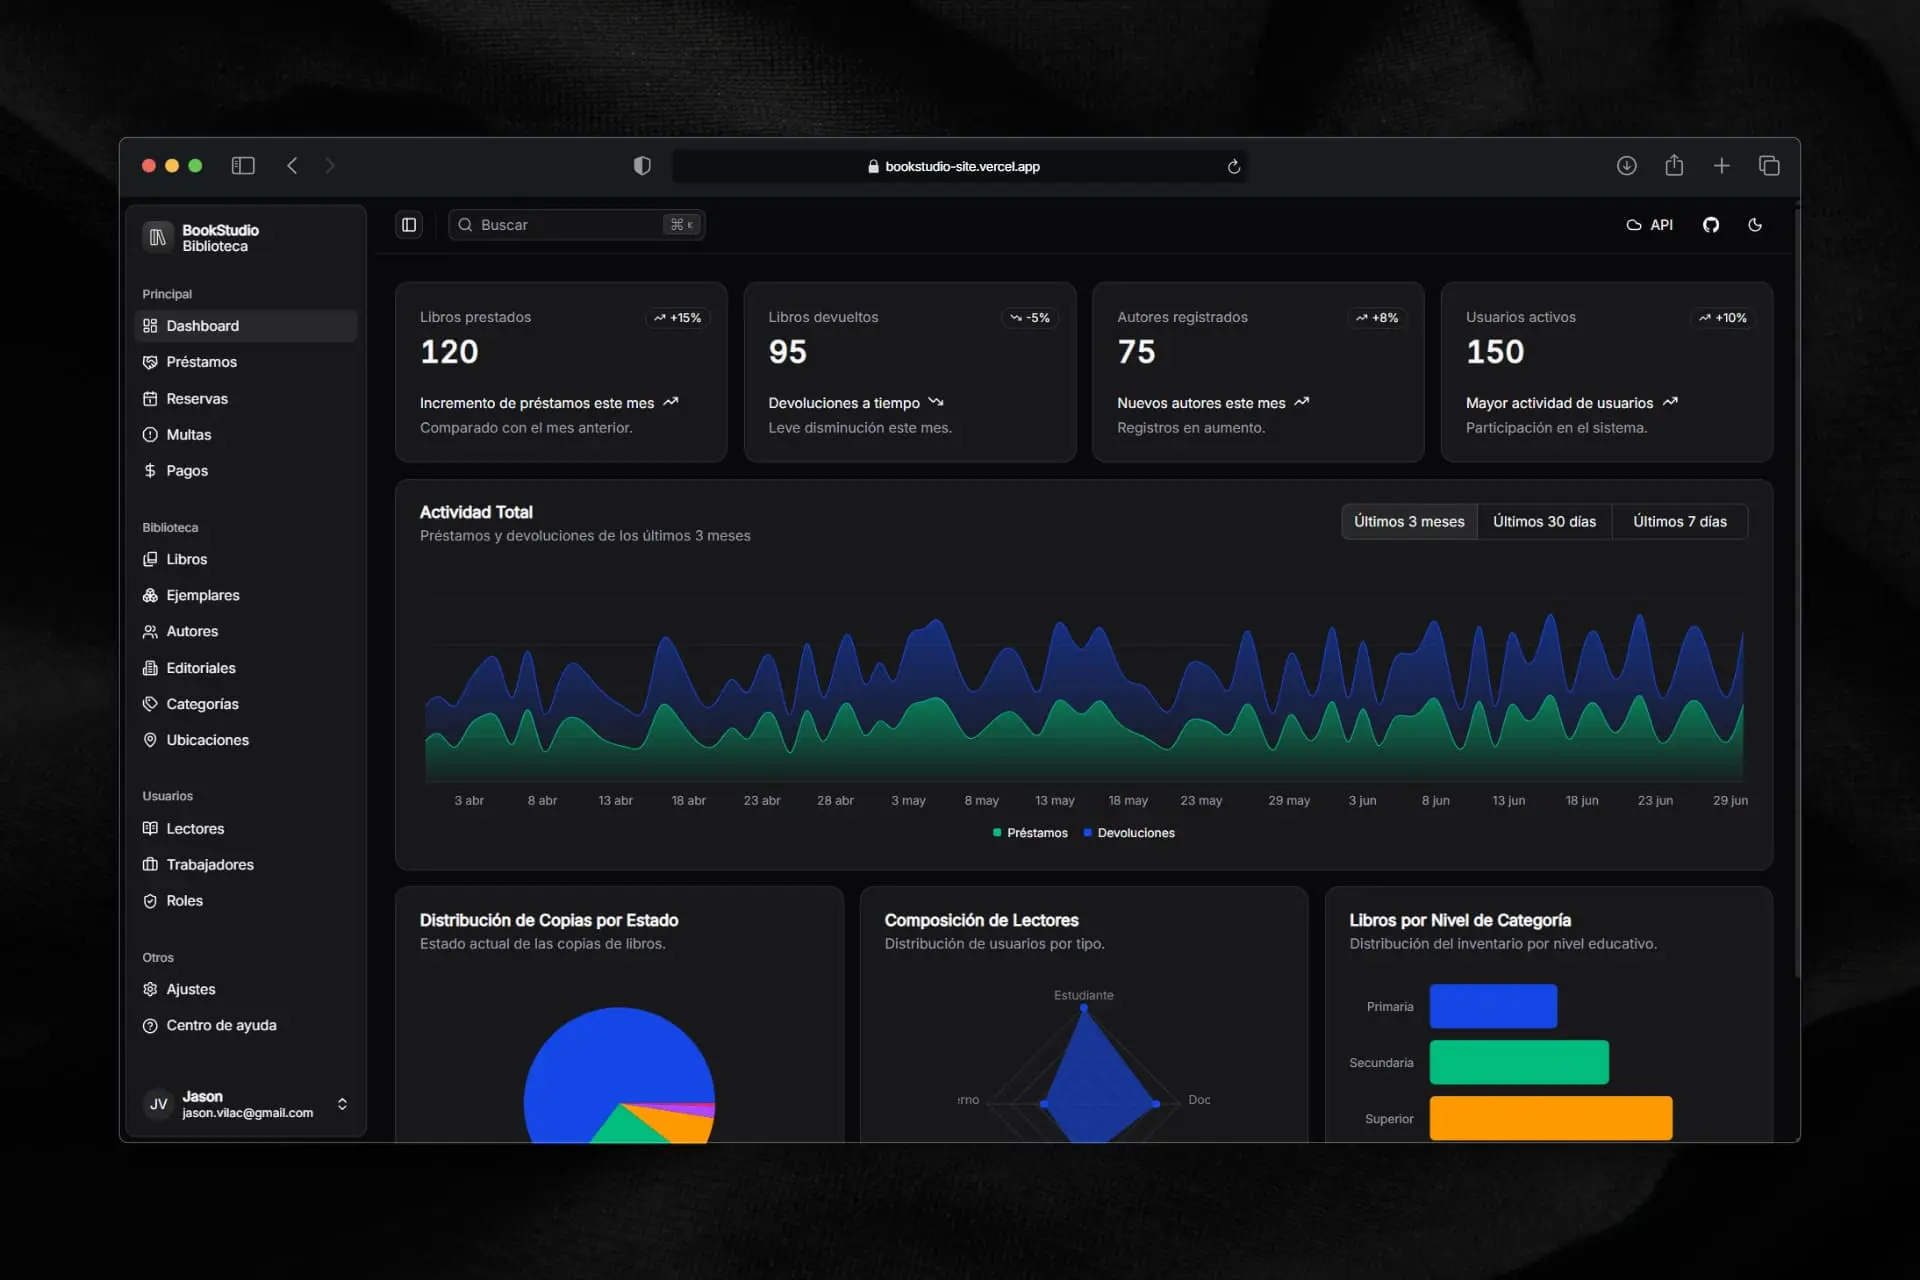 bookstudio-site.vercel.app
BookStudio
Biblioteca
Principal
Dashboard
Préstamos
Reservas
Multas
Pagos
Biblioteca
Libros
Ejemplares
Autores
Editoriales
Categorías
Ubicaciones
Usuarios
Lectores
Trabajadores
Roles
Otros
Ajustes
Centro de ayuda
JV
Jason
jason.vilac@gmail.com
Buscar
⌘ K
API
Libros prestados
+15%
120
Incremento de préstamos este mes
Comparado con el mes anterior.
Libros devueltos
-5%
95
Devoluciones a tiempo
Leve disminución este mes.
Autores registrados
+8%
75
Nuevos autores este mes
Registros en aumento.
Usuarios activos
+10%
150
Mayor actividad de usuarios
Participación en el sistema.
Actividad Total
Préstamos y devoluciones de los últimos 3 meses
Últimos 3 meses
Últimos 30 días
Últimos 7 días
3 abr 8 abr 13 abr 18 abr 23 abr 28 abr 3 may 8 may 13 may 18 may 23 may 29 may 3 jun 8 jun 13 jun 18 jun 23 jun 29 jun
Préstamos Devoluciones
Distribución de Copias por Estado
Estado actual de las copias de libros.
Composición de Lectores
Distribución de usuarios por tipo.
Estudiante
erno
Doc
Libros por Nivel de Categoría
Distribución del inventario por nivel educativo.
Primaria
Secundaria
Superior